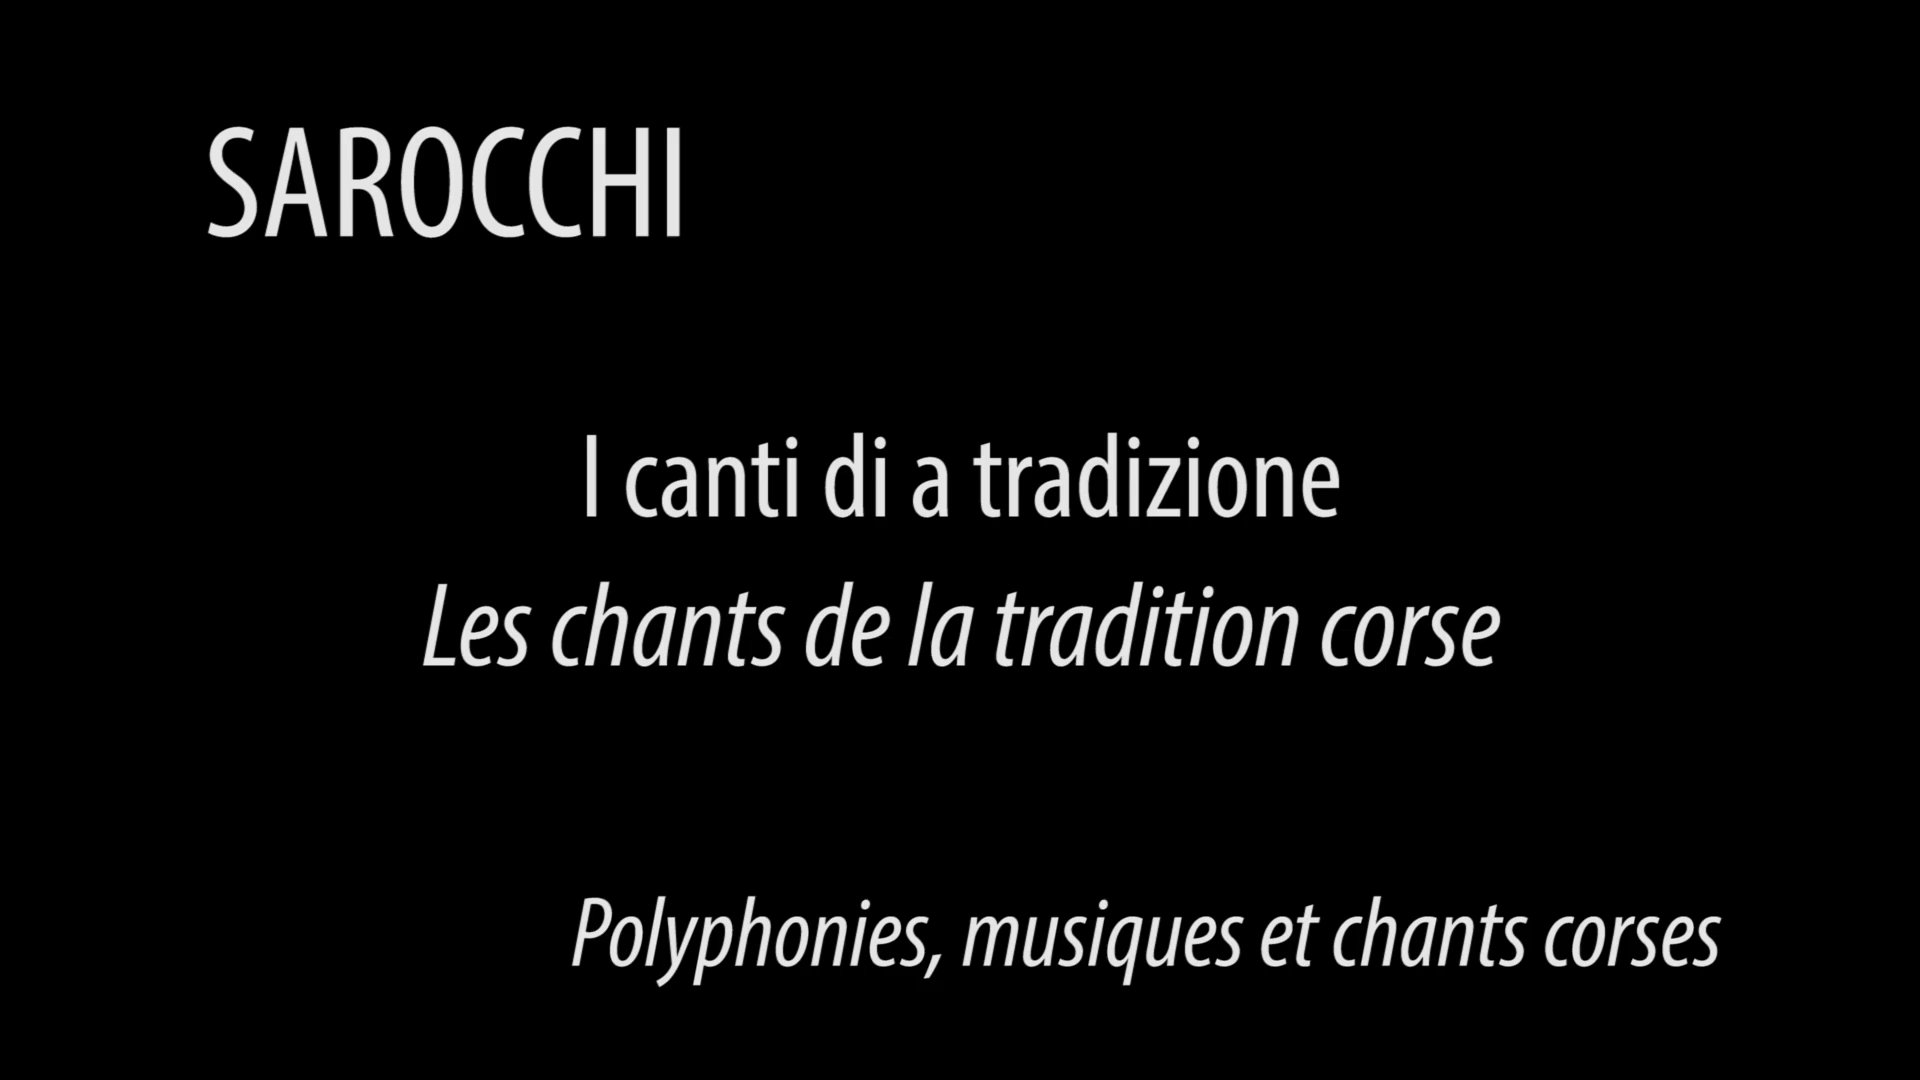 SAROCCHI
I canti di a tradizione
Les chants de la tradition corse
Polyphonies, musiques et chants corses